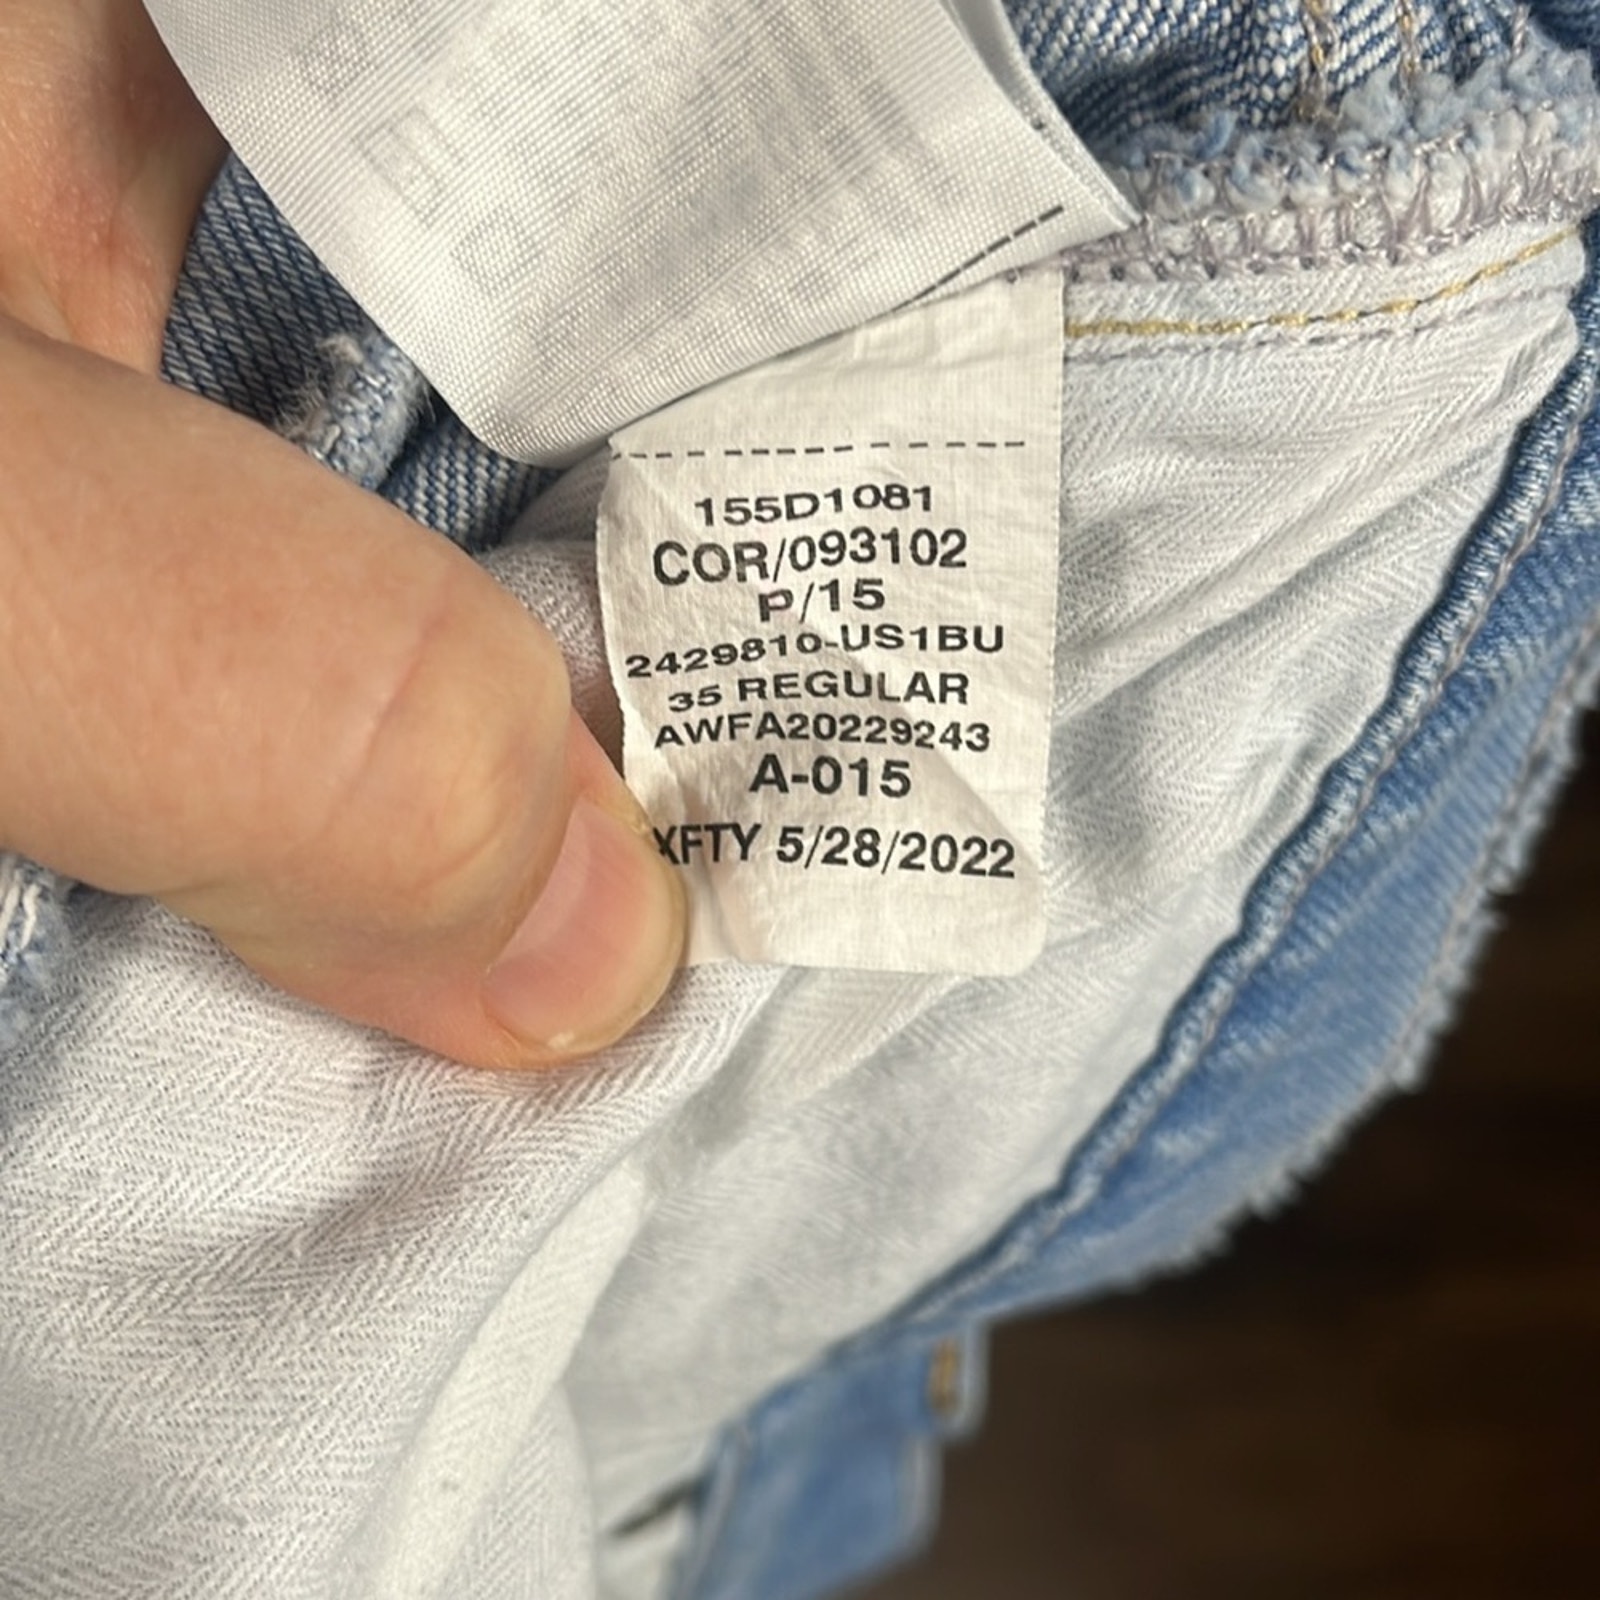 155D1081
COR/093102
P/15
2429810-US1BU
35 REGULAR
AWFA20229243
A-015
XFTY 5/28/2022